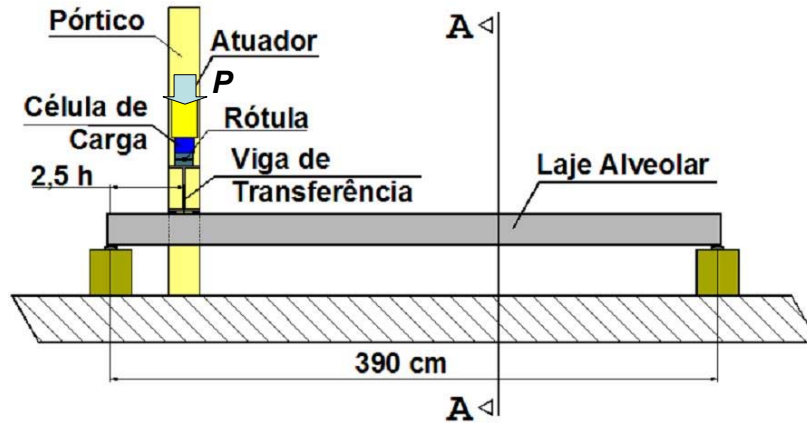 Pórtico
Atuador
P
Célula de
Carga
Rótula
2,5 h
Viga de
Transferência
Laje Alveolar
A
390 cm
A